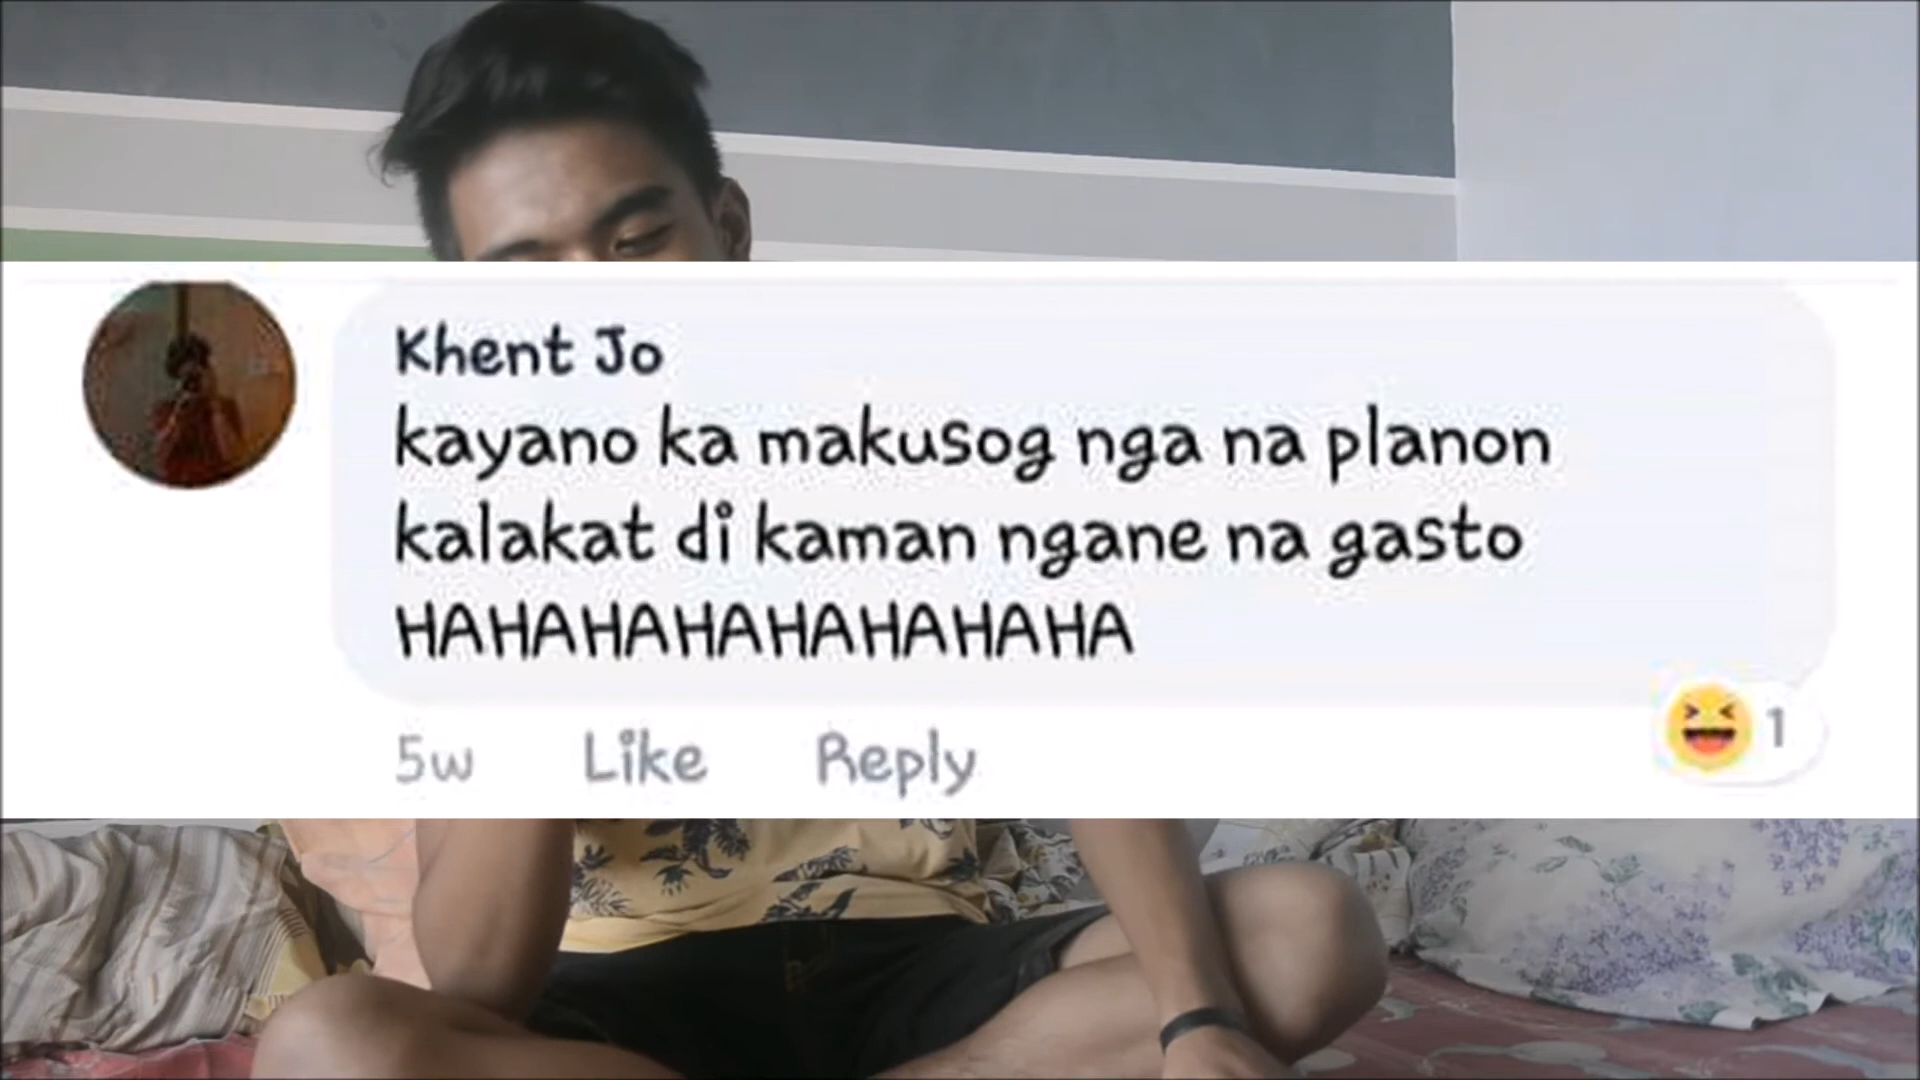 Khent Jo
kayano ka makusog nga na planon
kalakat di kaman ngane na gasto
HAHAHAHAHAHAHAHA
5w Like Reply
1